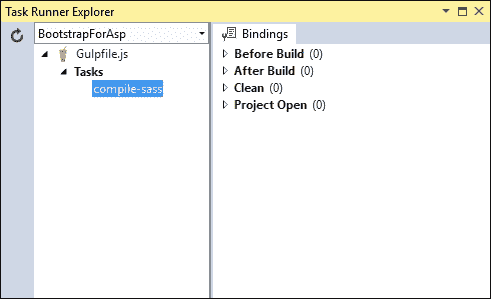 Task Runner Explorer
BootstrapForAsp
Gulpfile.js
Tasks
compile-sass
Bindings
Before Build (0)
After Build (0)
Clean (0)
Project Open (0)